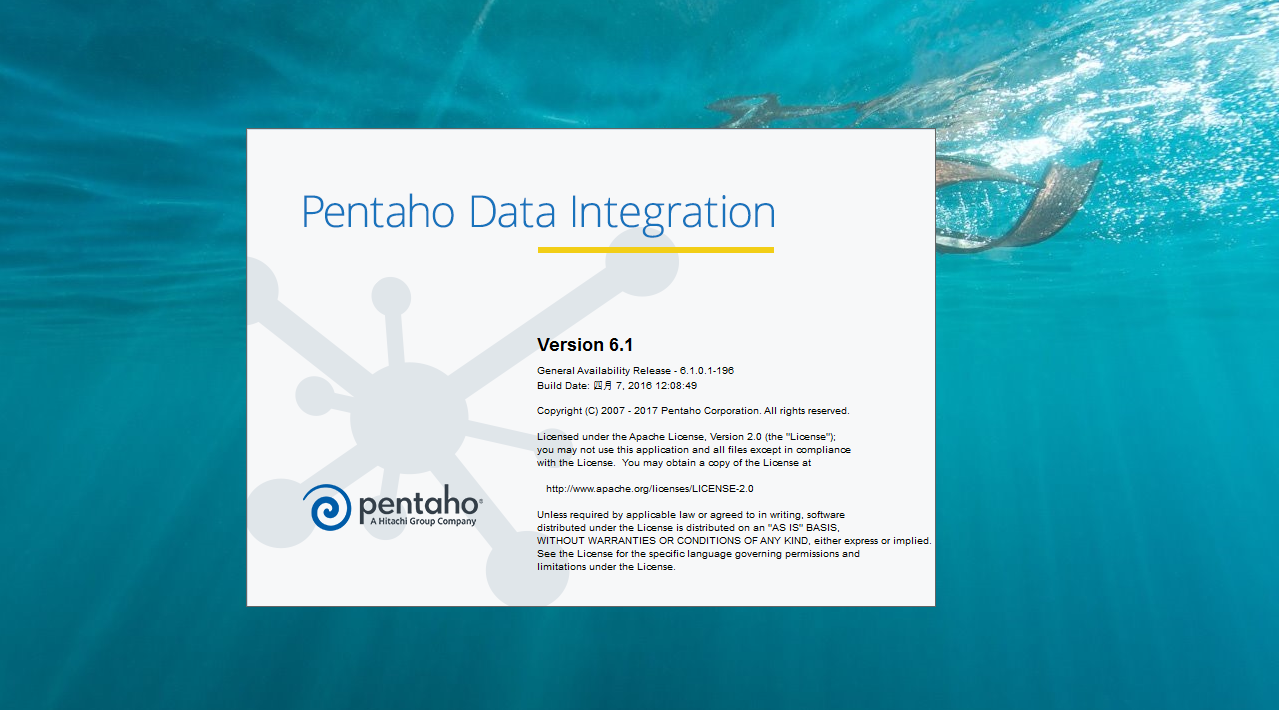 Pentaho Data Integration
Version 6.1
General Availability Release - 6.1.0.1-196
Build Date: 四月 7, 2016 12:08:49
Copyright (C) 2007 - 2017 Pentaho Corporation. All rights reserved.
Licensed under the Apache License, Version 2.0 (the "License");
you may not use this application and all files except in compliance
with the License.  You may obtain a copy of the License at
http://www.apache.org/licenses/LICENSE-2.0
Unless required by applicable law or agreed to in writing, software
distributed under the License is distributed on an "AS IS" BASIS,
WITHOUT WARRANTIES OR CONDITIONS OF ANY KIND, either express or implied.
See the License for the specific language governing permissions and
limitations under the License.
pentaho®
A Hitachi Group Company